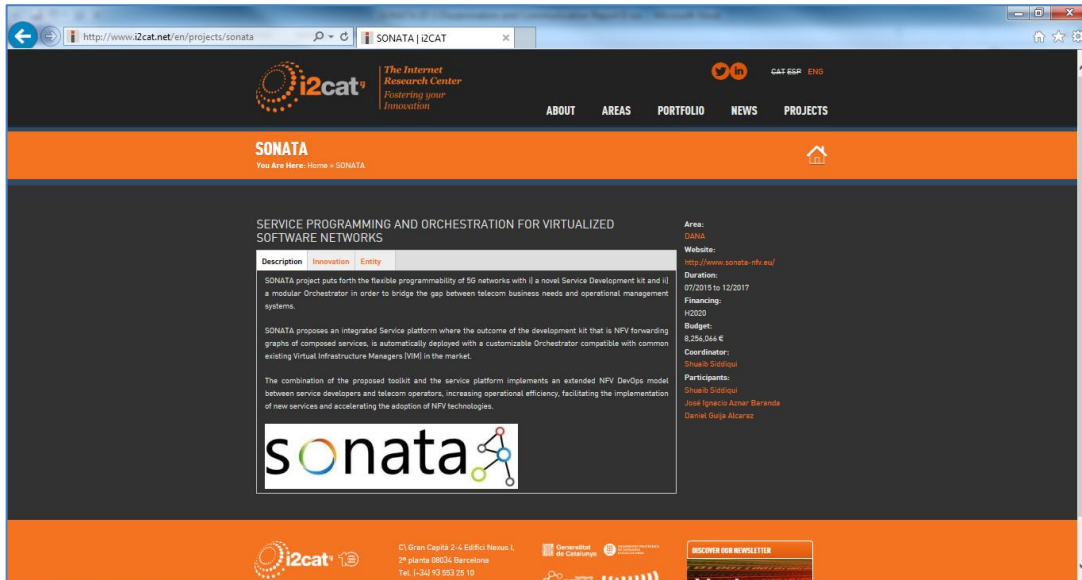 http://www.i2cat.net/en/projects/sonata
SONATA | i2CAT
i2cat
The Internet
Research Center
Fostering your
Innovation
CAT ESP ENG
ABOUT AREAS PORTFOLIO NEWS PROJECTS
SONATA
You Are Here: Home » SONATA
SERVICE PROGRAMMING AND ORCHESTRATION FOR VIRTUALIZED
SOFTWARE NETWORKS
Description Innovation Entity
SONATA project puts forth the flexible programmability of 5G networks with i) a novel Service Development kit and ii)
a modular Orchestrator in order to bridge the gap between telecom business needs and operational management
systems.
SONATA proposes an integrated Service platform where the outcome of the development kit that is NFV forwarding
graphs of composed services, is automatically deployed with a customizable Orchestrator compatible with common
existing Virtual Infrastructure Managers (VIM) in the market.
The combination of the proposed toolkit and the service platform implements an extended NFV DevOps model
between service developers and telecom operators, increasing operational efficiency, facilitating the implementation
of new services and accelerating the adoption of NFV technologies.
sonata
Area:
DANA
Website:
http://www.sonata-nfv.eu/
Duration:
07/2015 to 12/2017
Financing:
H2020
Budget:
8,256,066 €
Coordinator:
Shuaib Siddiqui
Participants:
Shuaib Siddiqui
José Ignacio Aznar Baranda
Daniel Guija Alcaraz
i2cat
C\ Gran Capità 2-4 Edifici Nexus I,
2ª planta 08034 Barcelona
Tel. (+34) 93 553 25 10
Generalitat
de Catalunya
DISCOVER OUR NEWSLETTER